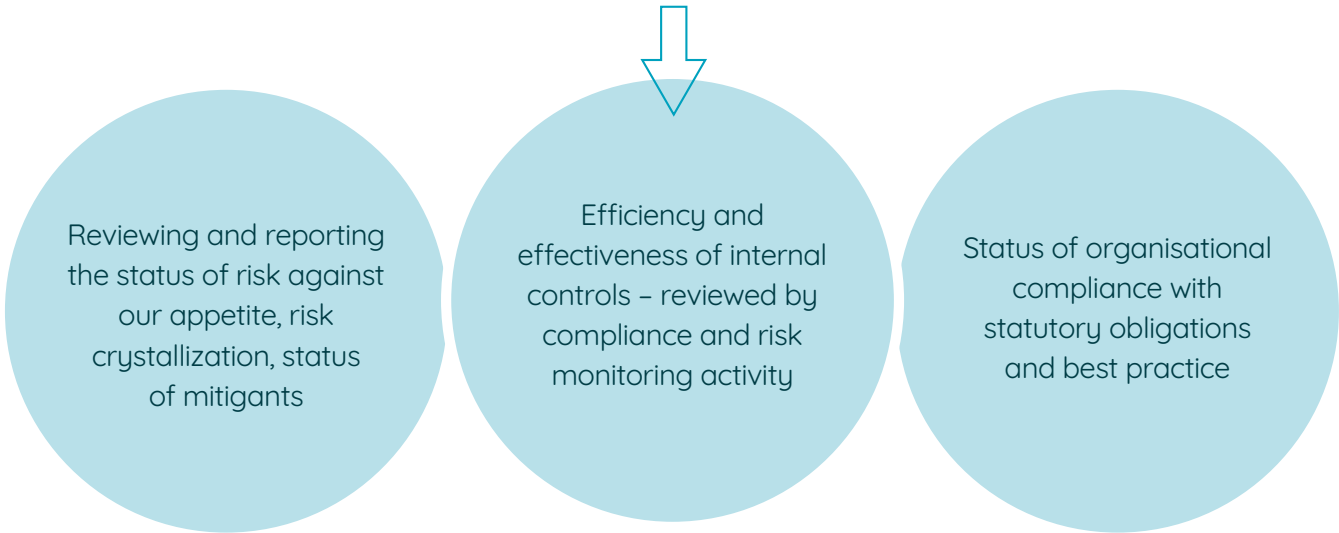 Reviewing and reporting
the status of risk against
our appetite, risk
crystallization, status
of mitigants
Efficiency and
effectiveness of internal
controls – reviewed by
compliance and risk
monitoring activity
Status of organisational
compliance with
statutory obligations
and best practice